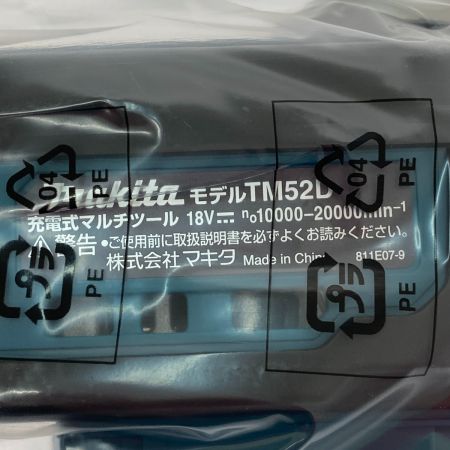 makita モデルTM52D
充電式マルチツール 18V⎓ n₀10000-20000min⁻¹
⚠警告・ご使用前に取扱説明書を必ずよくお読みください。
株式会社マキタ Made in China 811E07-9
04 PE
04 PE
プラ PE
プラ PE